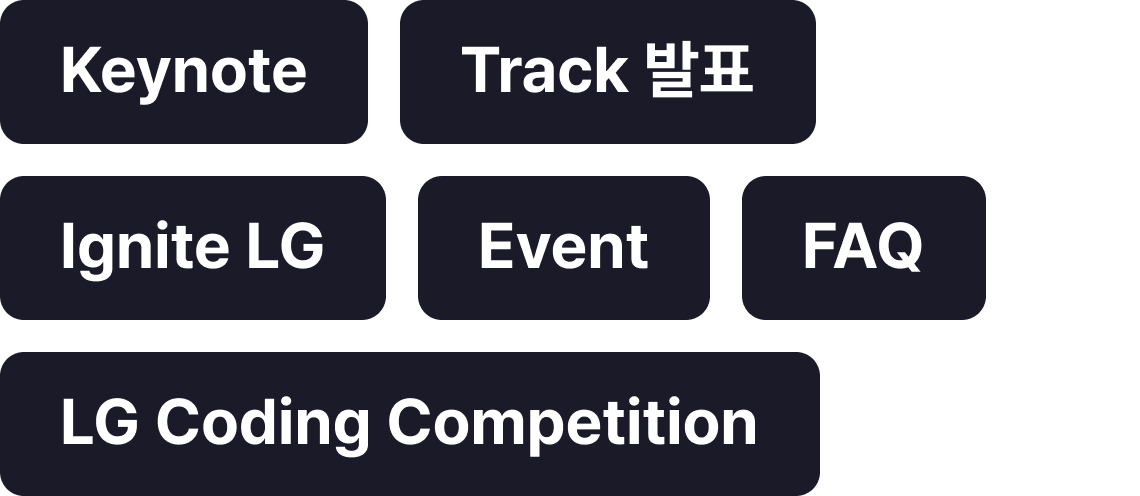 Keynote Track 발표
Ignite LG Event FAQ
LG Coding Competition